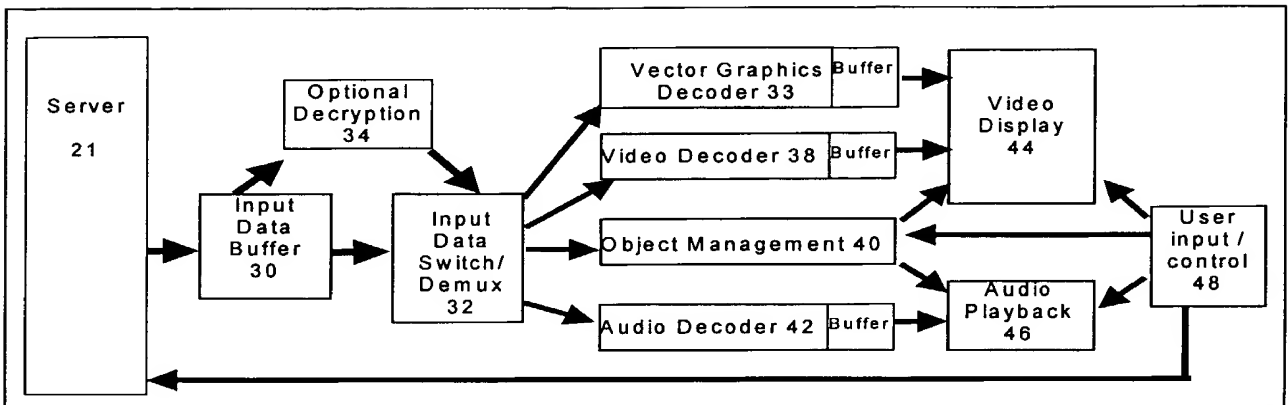 Server
21
Optional
Decryption
34
Input
Data
Buffer
30
Input
Data
Switch/
Demux
32
Vector Graphics
Decoder 33
Buffer
Video Decoder 38
Buffer
Object Management 40
Audio Decoder 42
Buffer
Video
Display
44
Audio
Playback
46
User
input /
control
48